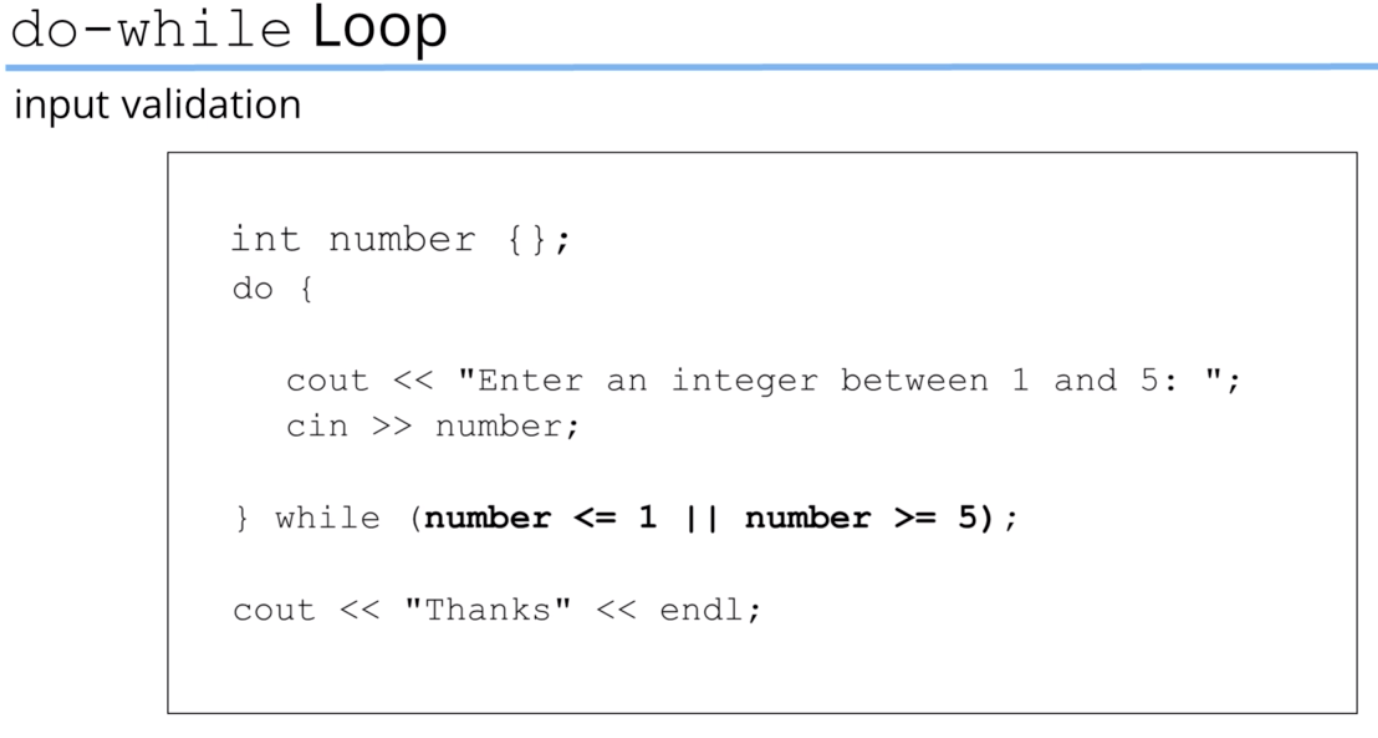 do-while Loop
input validation
int number {};
do {
cout << "Enter an integer between 1 and 5: ";
cin >> number;
} while (number <= 1 || number >= 5);
cout << "Thanks" << endl;